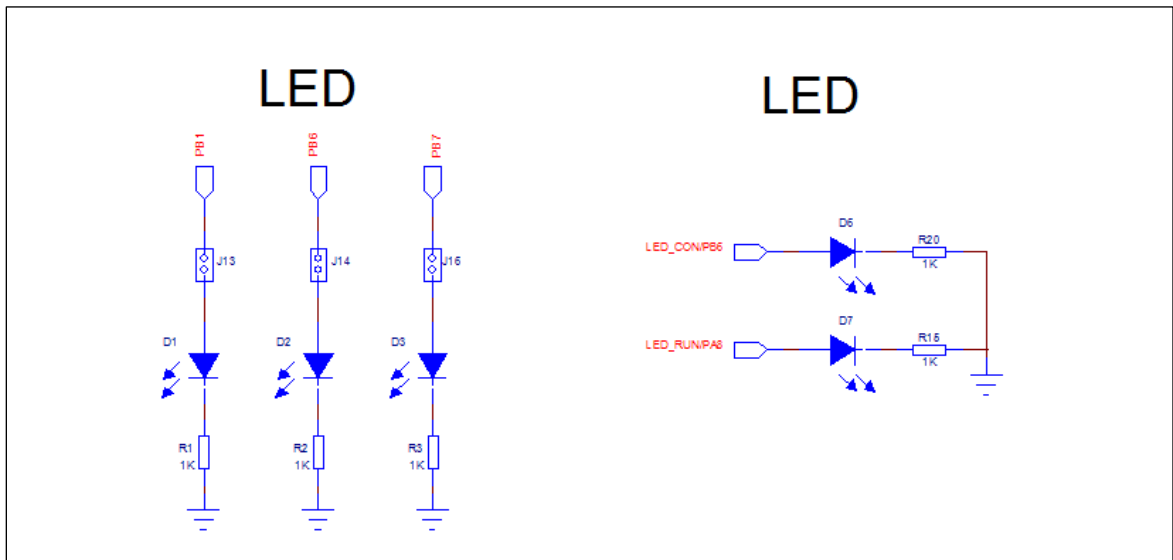 LED
PB1
PB6
PB7
J13
J14
J15
D1
D2
D3
R1
1K
R2
1K
R3
1K
LED
LED_CON/PB6
D6
R20
1K
LED_RUN/PA8
D7
R15
1K